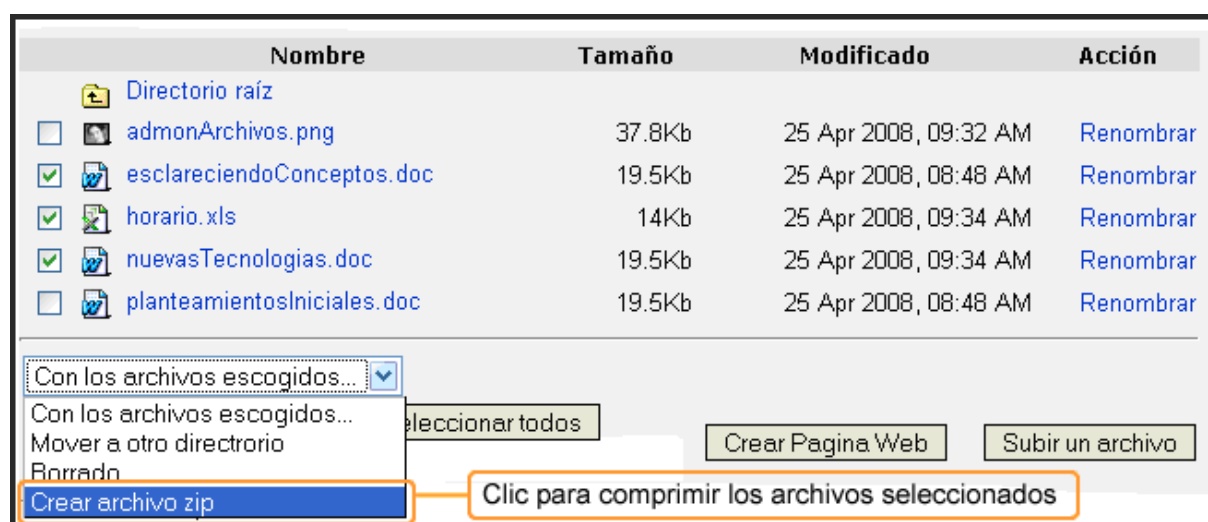 Nombre Tamaño Modificado Acción
Directorio raíz
admonArchivos.png 37.8Kb 25 Apr 2008, 09:32 AM Renombrar
esclareciendoConceptos.doc 19.5Kb 25 Apr 2008, 08:48 AM Renombrar
horario.xls 14Kb 25 Apr 2008, 09:34 AM Renombrar
nuevasTecnologias.doc 19.5Kb 25 Apr 2008, 09:34 AM Renombrar
planteamientosIniciales.doc 19.5Kb 25 Apr 2008, 08:48 AM Renombrar
Con los archivos escogidos...
Con los archivos escogidos... eleccionar todos
Mover a otro directrorio Crear Pagina Web Subir un archivo
Borrado
Crear archivo zip Clic para comprimir los archivos seleccionados